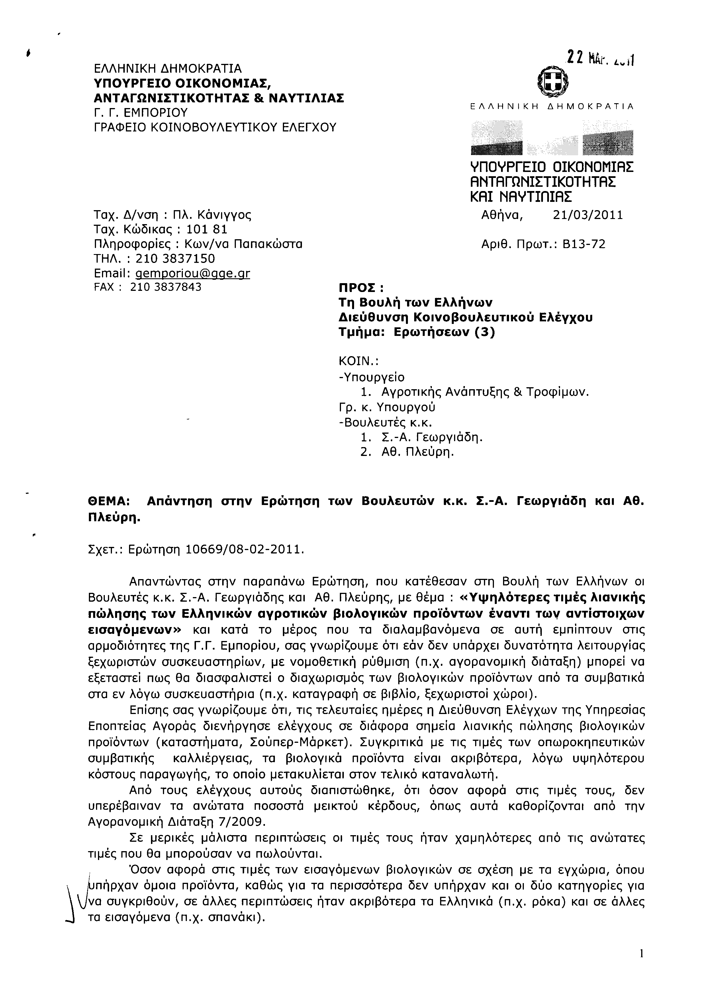 22 ΜΑΡ. 2011
ΕΛΛΗΝΙΚΗ ΔΗΜΟΚΡΑΤΙΑ
ΥΠΟΥΡΓΕΙΟ ΟΙΚΟΝΟΜΙΑΣ,
ΑΝΤΑΓΩΝΙΣΤΙΚΟΤΗΤΑΣ & ΝΑΥΤΙΛΙΑΣ
Γ. Γ. ΕΜΠΟΡΙΟΥ
ΓΡΑΦΕΙΟ ΚΟΙΝΟΒΟΥΛΕΥΤΙΚΟΥ ΕΛΕΓΧΟΥ
ΕΛΛΗΝΙΚΗ ΔΗΜΟΚΡΑΤΙΑ
ΥΠΟΥΡΓΕΙΟ ΟΙΚΟΝΟΜΙΑΣ
ΑΝΤΑΓΩΝΙΣΤΙΚΟΤΗΤΑΣ
ΚΑΙ ΝΑΥΤΙΛΙΑΣ
Ταχ. Δ/νση : Πλ. Κάνιγγος
Ταχ. Κώδικας : 101 81
Πληροφορίες : Κων/να Παπακώστα
ΤΗΛ. : 210 3837150
Email: gemporiou@gge.gr
FAX : 210 3837843
Αθήνα, 21/03/2011
Αριθ. Πρωτ.: Β13-72
ΠΡΟΣ :
Τη Βουλή των Ελλήνων
Διεύθυνση Κοινοβουλευτικού Ελέγχου
Τμήμα: Ερωτήσεων (3)
ΚΟΙΝ.:
-Υπουργείο
1. Αγροτικής Ανάπτυξης & Τροφίμων.
Γρ. κ. Υπουργού
-Βουλευτές κ.κ.
1. Σ.-Α. Γεωργιάδη.
2. Αθ. Πλεύρη.
ΘΕΜΑ: Απάντηση στην Ερώτηση των Βουλευτών κ.κ. Σ.-Α. Γεωργιάδη και Αθ.
Πλεύρη.
Σχετ.: Ερώτηση 10669/08-02-2011.
Απαντώντας στην παραπάνω Ερώτηση, που κατέθεσαν στη Βουλή των Ελλήνων οι
Βουλευτές κ.κ. Σ.-Α. Γεωργιάδης και Αθ. Πλεύρης, με θέμα : «Υψηλότερες τιμές λιανικής
πώλησης των Ελληνικών αγροτικών βιολογικών προϊόντων έναντι των αντίστοιχων
εισαγόμενων» και κατά το μέρος που τα διαλαμβανόμενα σε αυτή εμπίπτουν στις
αρμοδιότητες της Γ.Γ. Εμπορίου, σας γνωρίζουμε ότι εάν δεν υπάρχει δυνατότητα λειτουργίας
ξεχωριστών συσκευαστηρίων, με νομοθετική ρύθμιση (π.χ. αγορανομική διάταξη) μπορεί να
εξεταστεί πως θα διασφαλιστεί ο διαχωρισμός των βιολογικών προϊόντων από τα συμβατικά
στα εν λόγω συσκευαστήρια (π.χ. καταγραφή σε βιβλίο, ξεχωριστοί χώροι).
Επίσης σας γνωρίζουμε ότι, τις τελευταίες ημέρες η Διεύθυνση Ελέγχων της Υπηρεσίας
Εποπτείας Αγοράς διενήργησε ελέγχους σε διάφορα σημεία λιανικής πώλησης βιολογικών
προϊόντων (καταστήματα, Σούπερ-Μάρκετ). Συγκριτικά με τις τιμές των οπωροκηπευτικών
συμβατικής καλλιέργειας, τα βιολογικά προϊόντα είναι ακριβότερα, λόγω υψηλότερου
κόστους παραγωγής, το οποίο μετακυλίεται στον τελικό καταναλωτή.
Από τους ελέγχους αυτούς διαπιστώθηκε, ότι όσον αφορά στις τιμές τους, δεν
υπερέβαιναν τα ανώτατα ποσοστά μεικτού κέρδους, όπως αυτά καθορίζονται από την
Αγορανομική Διάταξη 7/2009.
Σε μερικές μάλιστα περιπτώσεις οι τιμές τους ήταν χαμηλότερες από τις ανώτατες
τιμές που θα μπορούσαν να πωλούνται.
Όσον αφορά στις τιμές των εισαγόμενων βιολογικών σε σχέση με τα εγχώρια, όπου
υπήρχαν όμοια προϊόντα, καθώς για τα περισσότερα δεν υπήρχαν και οι δύο κατηγορίες για
να συγκριθούν, σε άλλες περιπτώσεις ήταν ακριβότερα τα Ελληνικά (π.χ. ρόκα) και σε άλλες
τα εισαγόμενα (π.χ. σπανάκι).
1